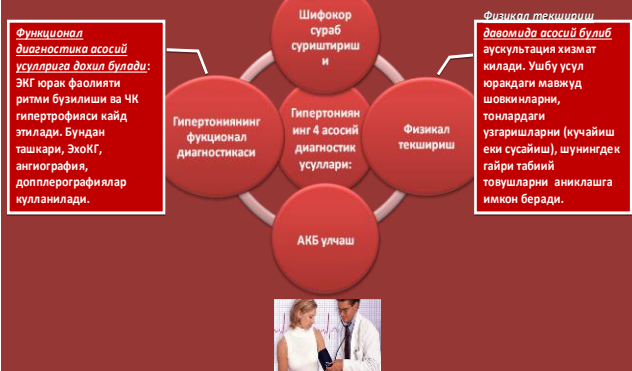 Функционал
диагностика асосий
усуллрига дохил булади:
ЭКГ юрак фаолияти
ритми бузилиши ва ЧК
гипертрофияси кайд
этилади. Бундан
ташкари, ЭхоКГ,
ангиография,
допплерографиялар
кулланилади.
Шифокор
сураб
суриштириш
и
Гипертониянинг
фукционал
диагностикаси
Гипертониян
инг 4 асосий
диагностик
усуллари:
Физикал
текшириш
АКБ улчаш
Физикал текшириш
давомида асосий булиб
аускультация хизмат
килади. Ушбу усул
юракдаги мавжуд
шовкинларни,
тонлардаги
узгаришларни (кучайиш
еки сусайиш), шунингдек
гайри табиий
товушларни аниклашга
имкон беради.